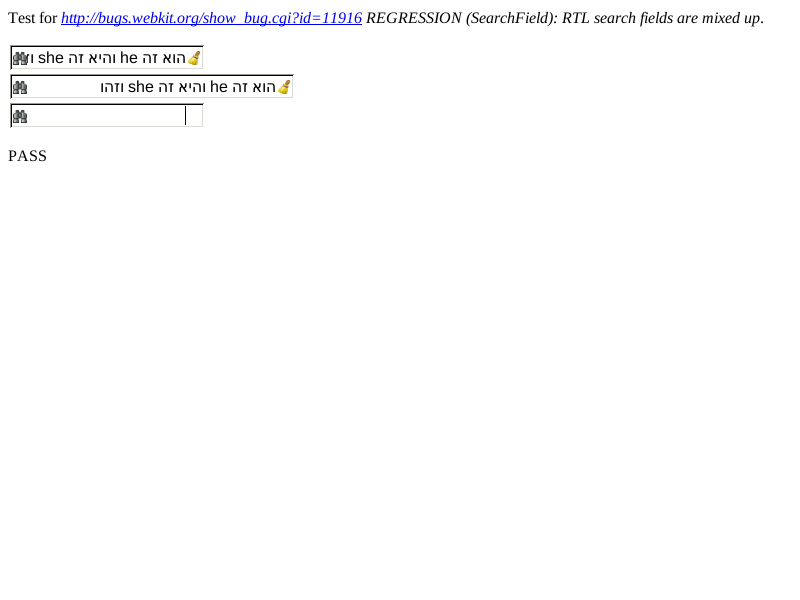 Test for http://bugs.webkit.org/show_bug.cgi?id=11916 REGRESSION (SearchField): RTL search fields are mixed up.
הוא זה he והיא זה she
הוא זה he והיא זה she וזהו
PASS